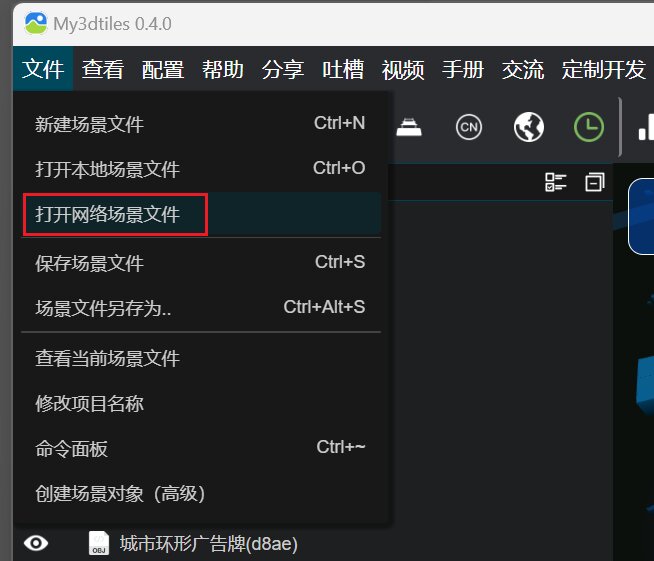 My3dtiles 0.4.0
文件 查看 配置 帮助 分享 吐槽 视频 手册 交流 定制开发
CN
新建场景文件 Ctrl+N
打开本地场景文件 Ctrl+O
打开网络场景文件
保存场景文件 Ctrl+S
场景文件另存为.. Ctrl+Alt+S
查看当前场景文件
修改项目名称
命令面板 Ctrl+~
创建场景对象（高级）
OBJ 城市环形广告牌(d8ae)